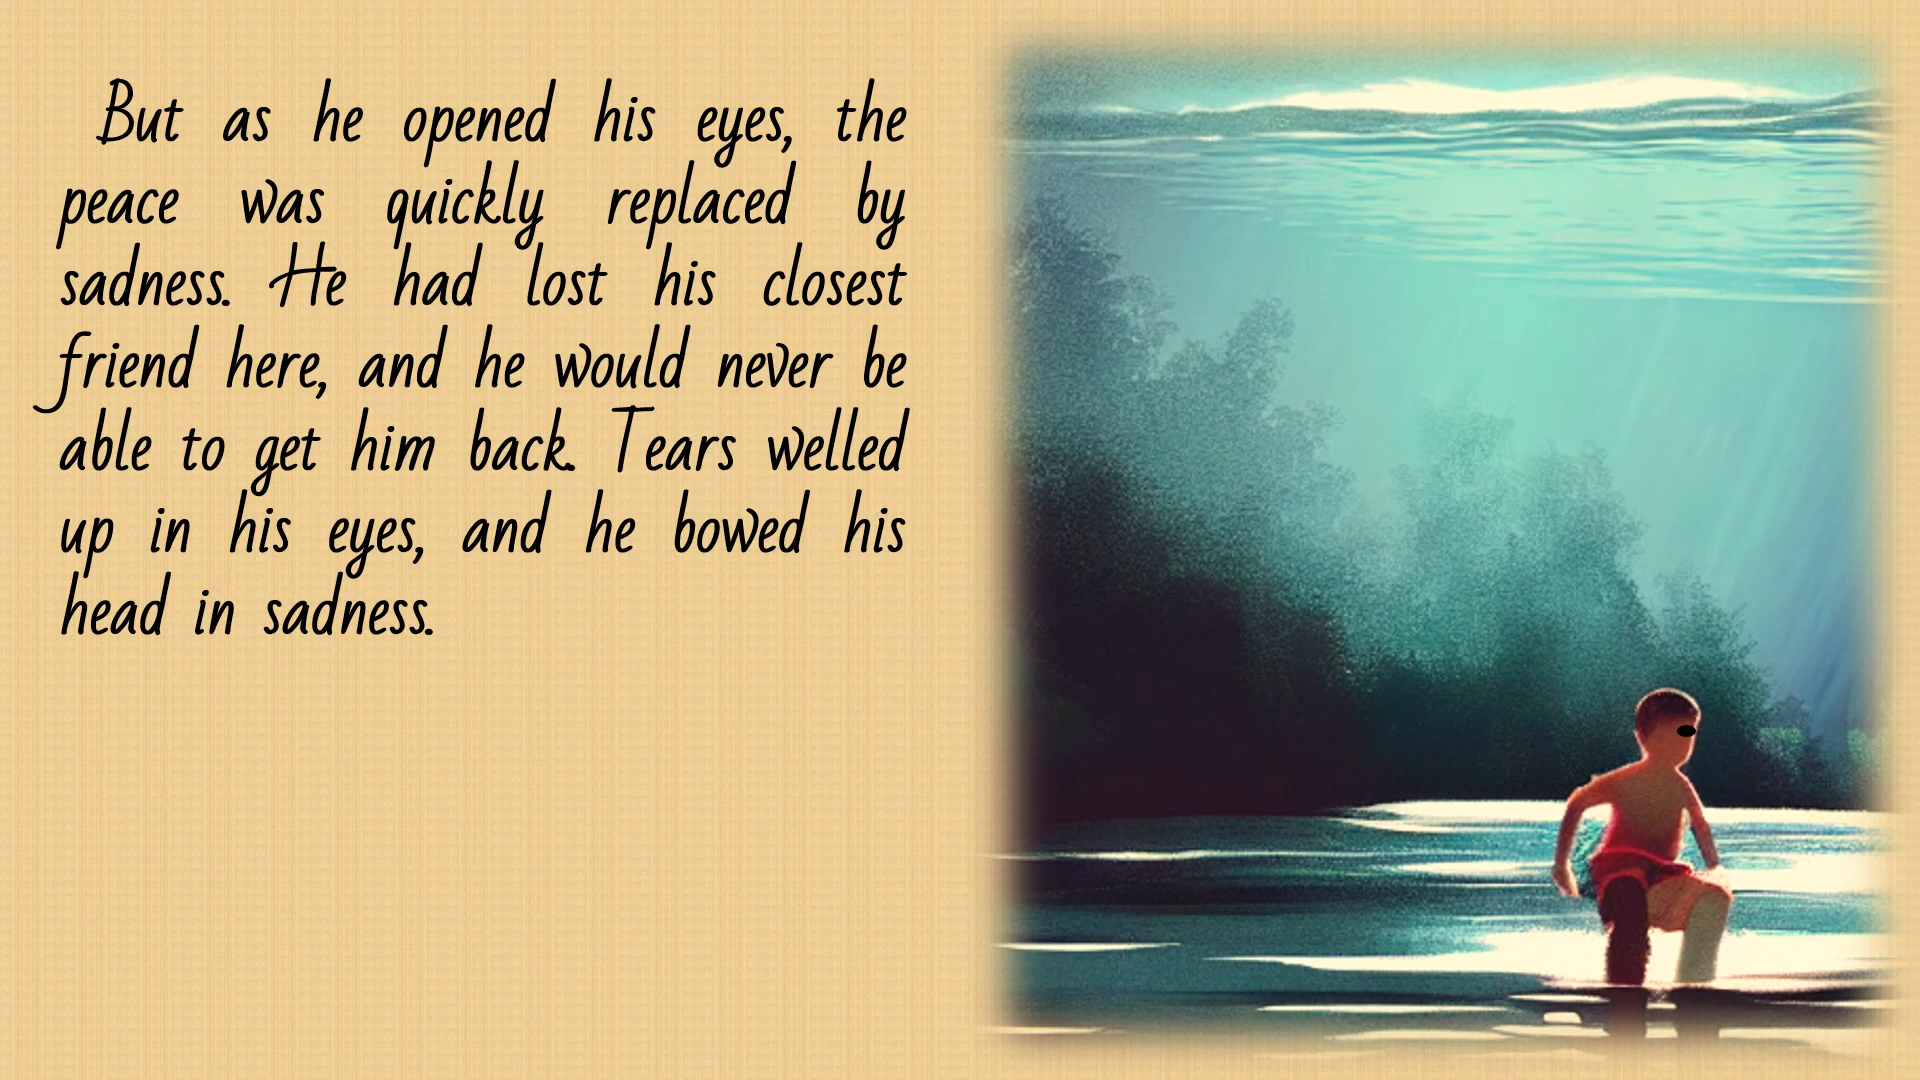 But as he opened his eyes, the
peace was quickly replaced by
sadness. He had lost his closest
friend here, and he would never be
able to get him back. Tears welled
up in his eyes, and he bowed his
head in sadness.